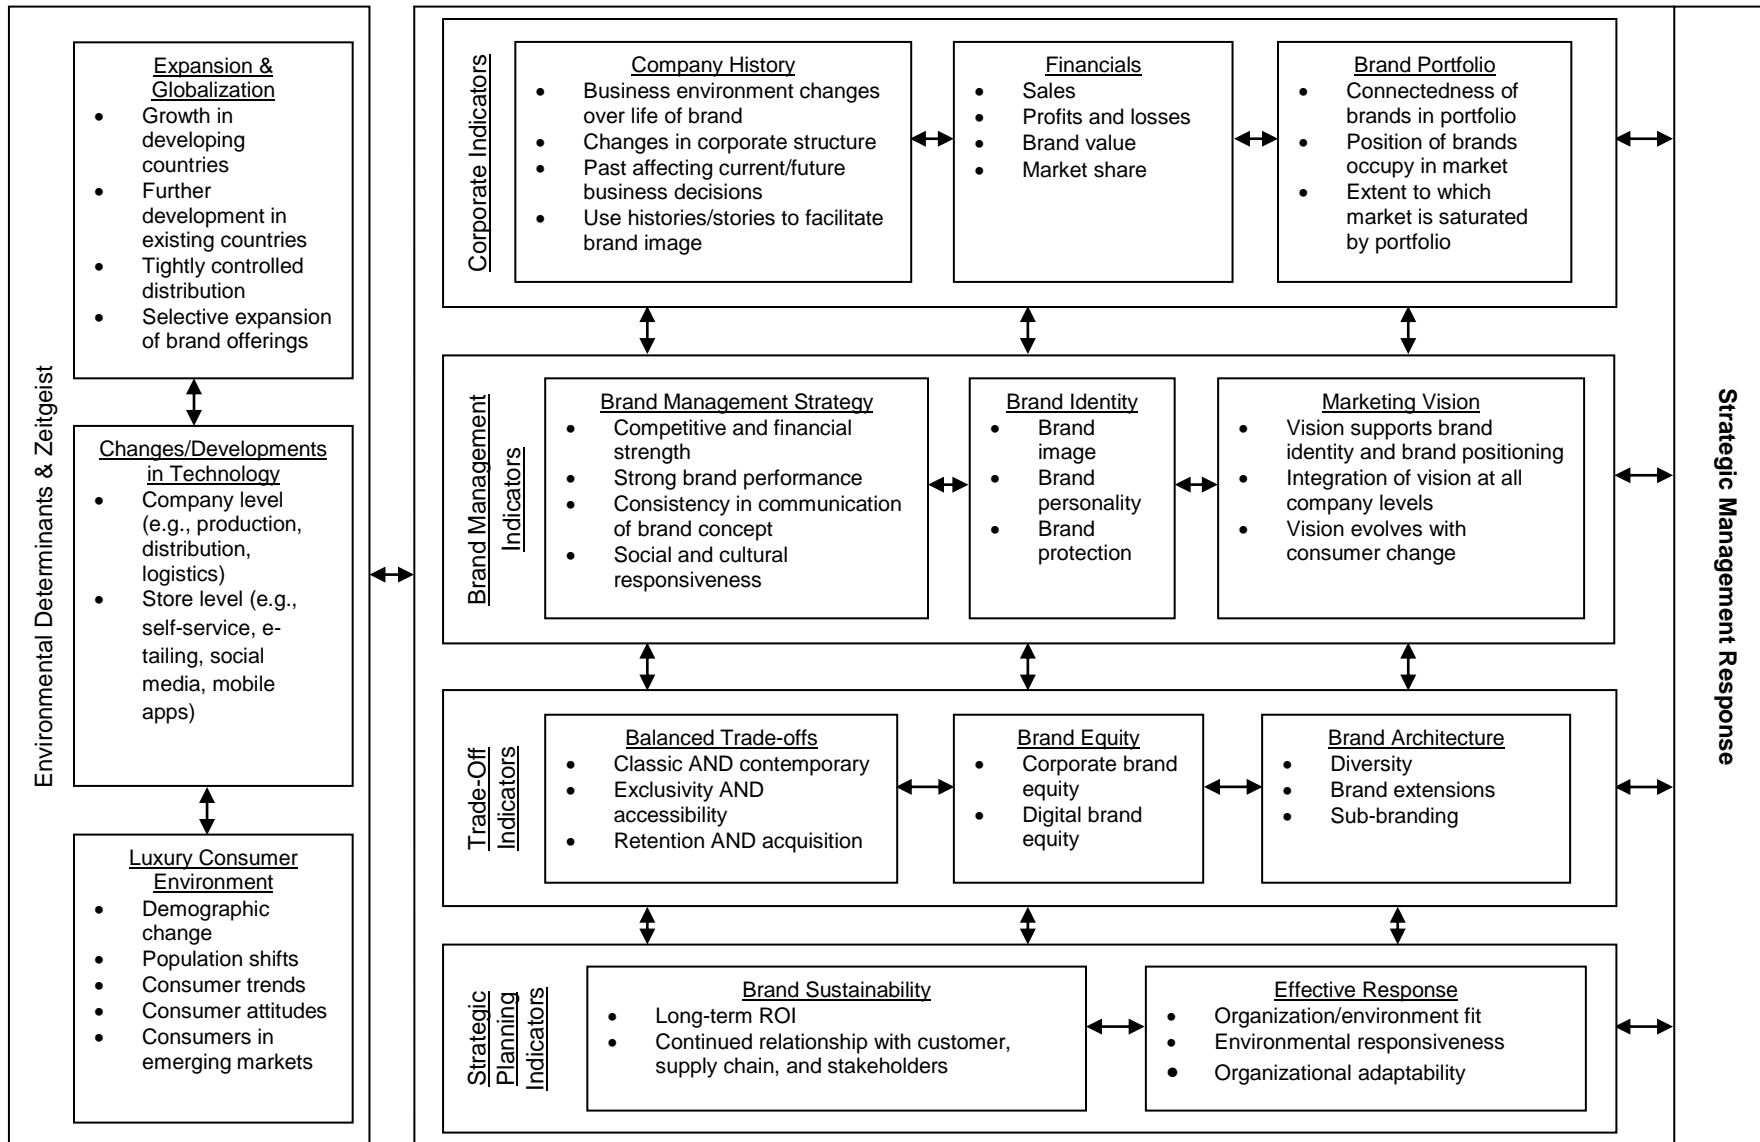 Environmental Determinants & Zeitgeist
Expansion &
Globalization
• Growth in
developing
countries
• Further
development in
existing countries
• Tightly controlled
distribution
• Selective expansion
of brand offerings
Changes/Developments
in Technology
• Company level
(e.g., production,
distribution,
logistics)
• Store level (e.g.,
self-service, e-
tailing, social
media, mobile
apps)
Luxury Consumer
Environment
• Demographic
change
• Population shifts
• Consumer trends
• Consumer attitudes
• Consumers in
emerging markets
Corporate Indicators
Company History
• Business environment changes
over life of brand
• Changes in corporate structure
• Past affecting current/future
business decisions
• Use histories/stories to facilitate
brand image
Financials
• Sales
• Profits and losses
• Brand value
• Market share
Brand Portfolio
• Connectedness of
brands in portfolio
• Position of brands
occupy in market
• Extent to which
market is saturated
by portfolio
Brand Management
Indicators
Brand Management Strategy
• Competitive and financial
strength
• Strong brand performance
• Consistency in communication
of brand concept
• Social and cultural
responsiveness
Brand Identity
• Brand
image
• Brand
personality
• Brand
protection
Marketing Vision
• Vision supports brand
identity and brand positioning
• Integration of vision at all
company levels
• Vision evolves with
consumer change
Trade-Off
Indicators
Balanced Trade-offs
• Classic AND contemporary
• Exclusivity AND
accessibility
• Retention AND acquisition
Brand Equity
• Corporate brand
equity
• Digital brand
equity
Brand Architecture
• Diversity
• Brand extensions
• Sub-branding
Strategic
Planning
Indicators
Brand Sustainability
• Long-term ROI
• Continued relationship with customer,
supply chain, and stakeholders
Effective Response
• Organization/environment fit
• Environmental responsiveness
• Organizational adaptability
Strategic Management Response